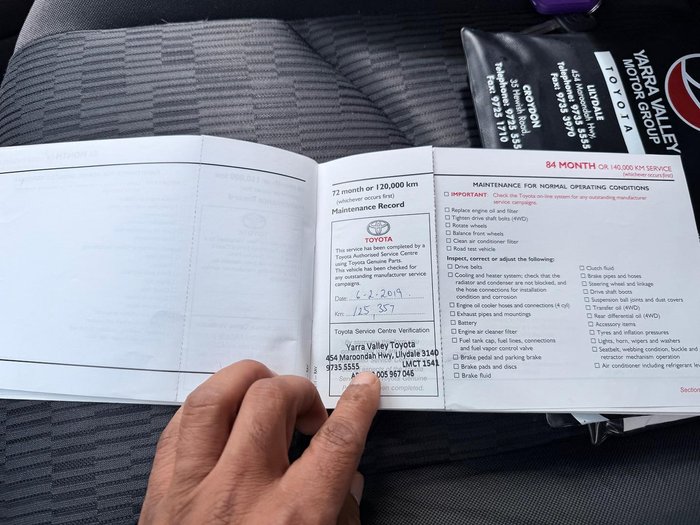 72 month or 120,000 km
(whichever occurs first)
Maintenance Record
TOYOTA
This service has been completed by a
Toyota Authorised Service Centre
using Toyota Genuine Parts.
This vehicle has been checked for
any outstanding manufacturer
service campaigns.
Date: 6-2-2019.
Km: 125,357
Toyota Service Centre Verification
Yarra Valley Toyota
454 Maroondah Hwy, Lilydale 3140
9735 5555 LMCT 1541
005 967 046
been completed.
84 MONTH OR 140,000 KM SERVICE
(whichever occurs first)
MAINTENANCE FOR NORMAL OPERATING CONDITIONS
IMPORTANT: Check the Toyota on-line system for any outstanding manufacturer
service campaigns.
Replace engine oil and filter
Tighten drive shaft bolts (4WD)
Rotate wheels
Balance front wheels
Clean air conditioner filter
Road test vehicle
Inspect, correct or adjust the following:
Drive belts
Cooling and heater system; check that the
radiator and condenser are not blocked, and
the hose connections for installation
condition and corrosion
Engine oil cooler hoses and connections (4 cyl)
Exhaust pipes and mountings
Battery
Engine air cleaner filter
Fuel tank cap, fuel lines, connections
and fuel vapor control valve
Brake pedal and parking brake
Brake pads and discs
Brake fluid
Clutch fluid
Brake pipes and hoses
Steering wheel and linkage
Drive shaft boots
Suspension ball joints and dust covers
Transfer oil (4WD)
Rear differential oil (4WD)
Accessory items
Tyres and inflation pressures
Lights, horn, wipers and washers
Seatbelts; webbing condition, buckle and
retractor mechanism operation
Air conditioner including refrigerant
Section
YARRA VALLEY
MOTOR GROUP
TOYOTA
LILYDALE
454 Maroondah Hwy.
Telephone: 9735 5555
Fax: 9735 3970
CROYDON
35 Hewish Road,
Telephone: 9725 555
Fax: 9725 1710